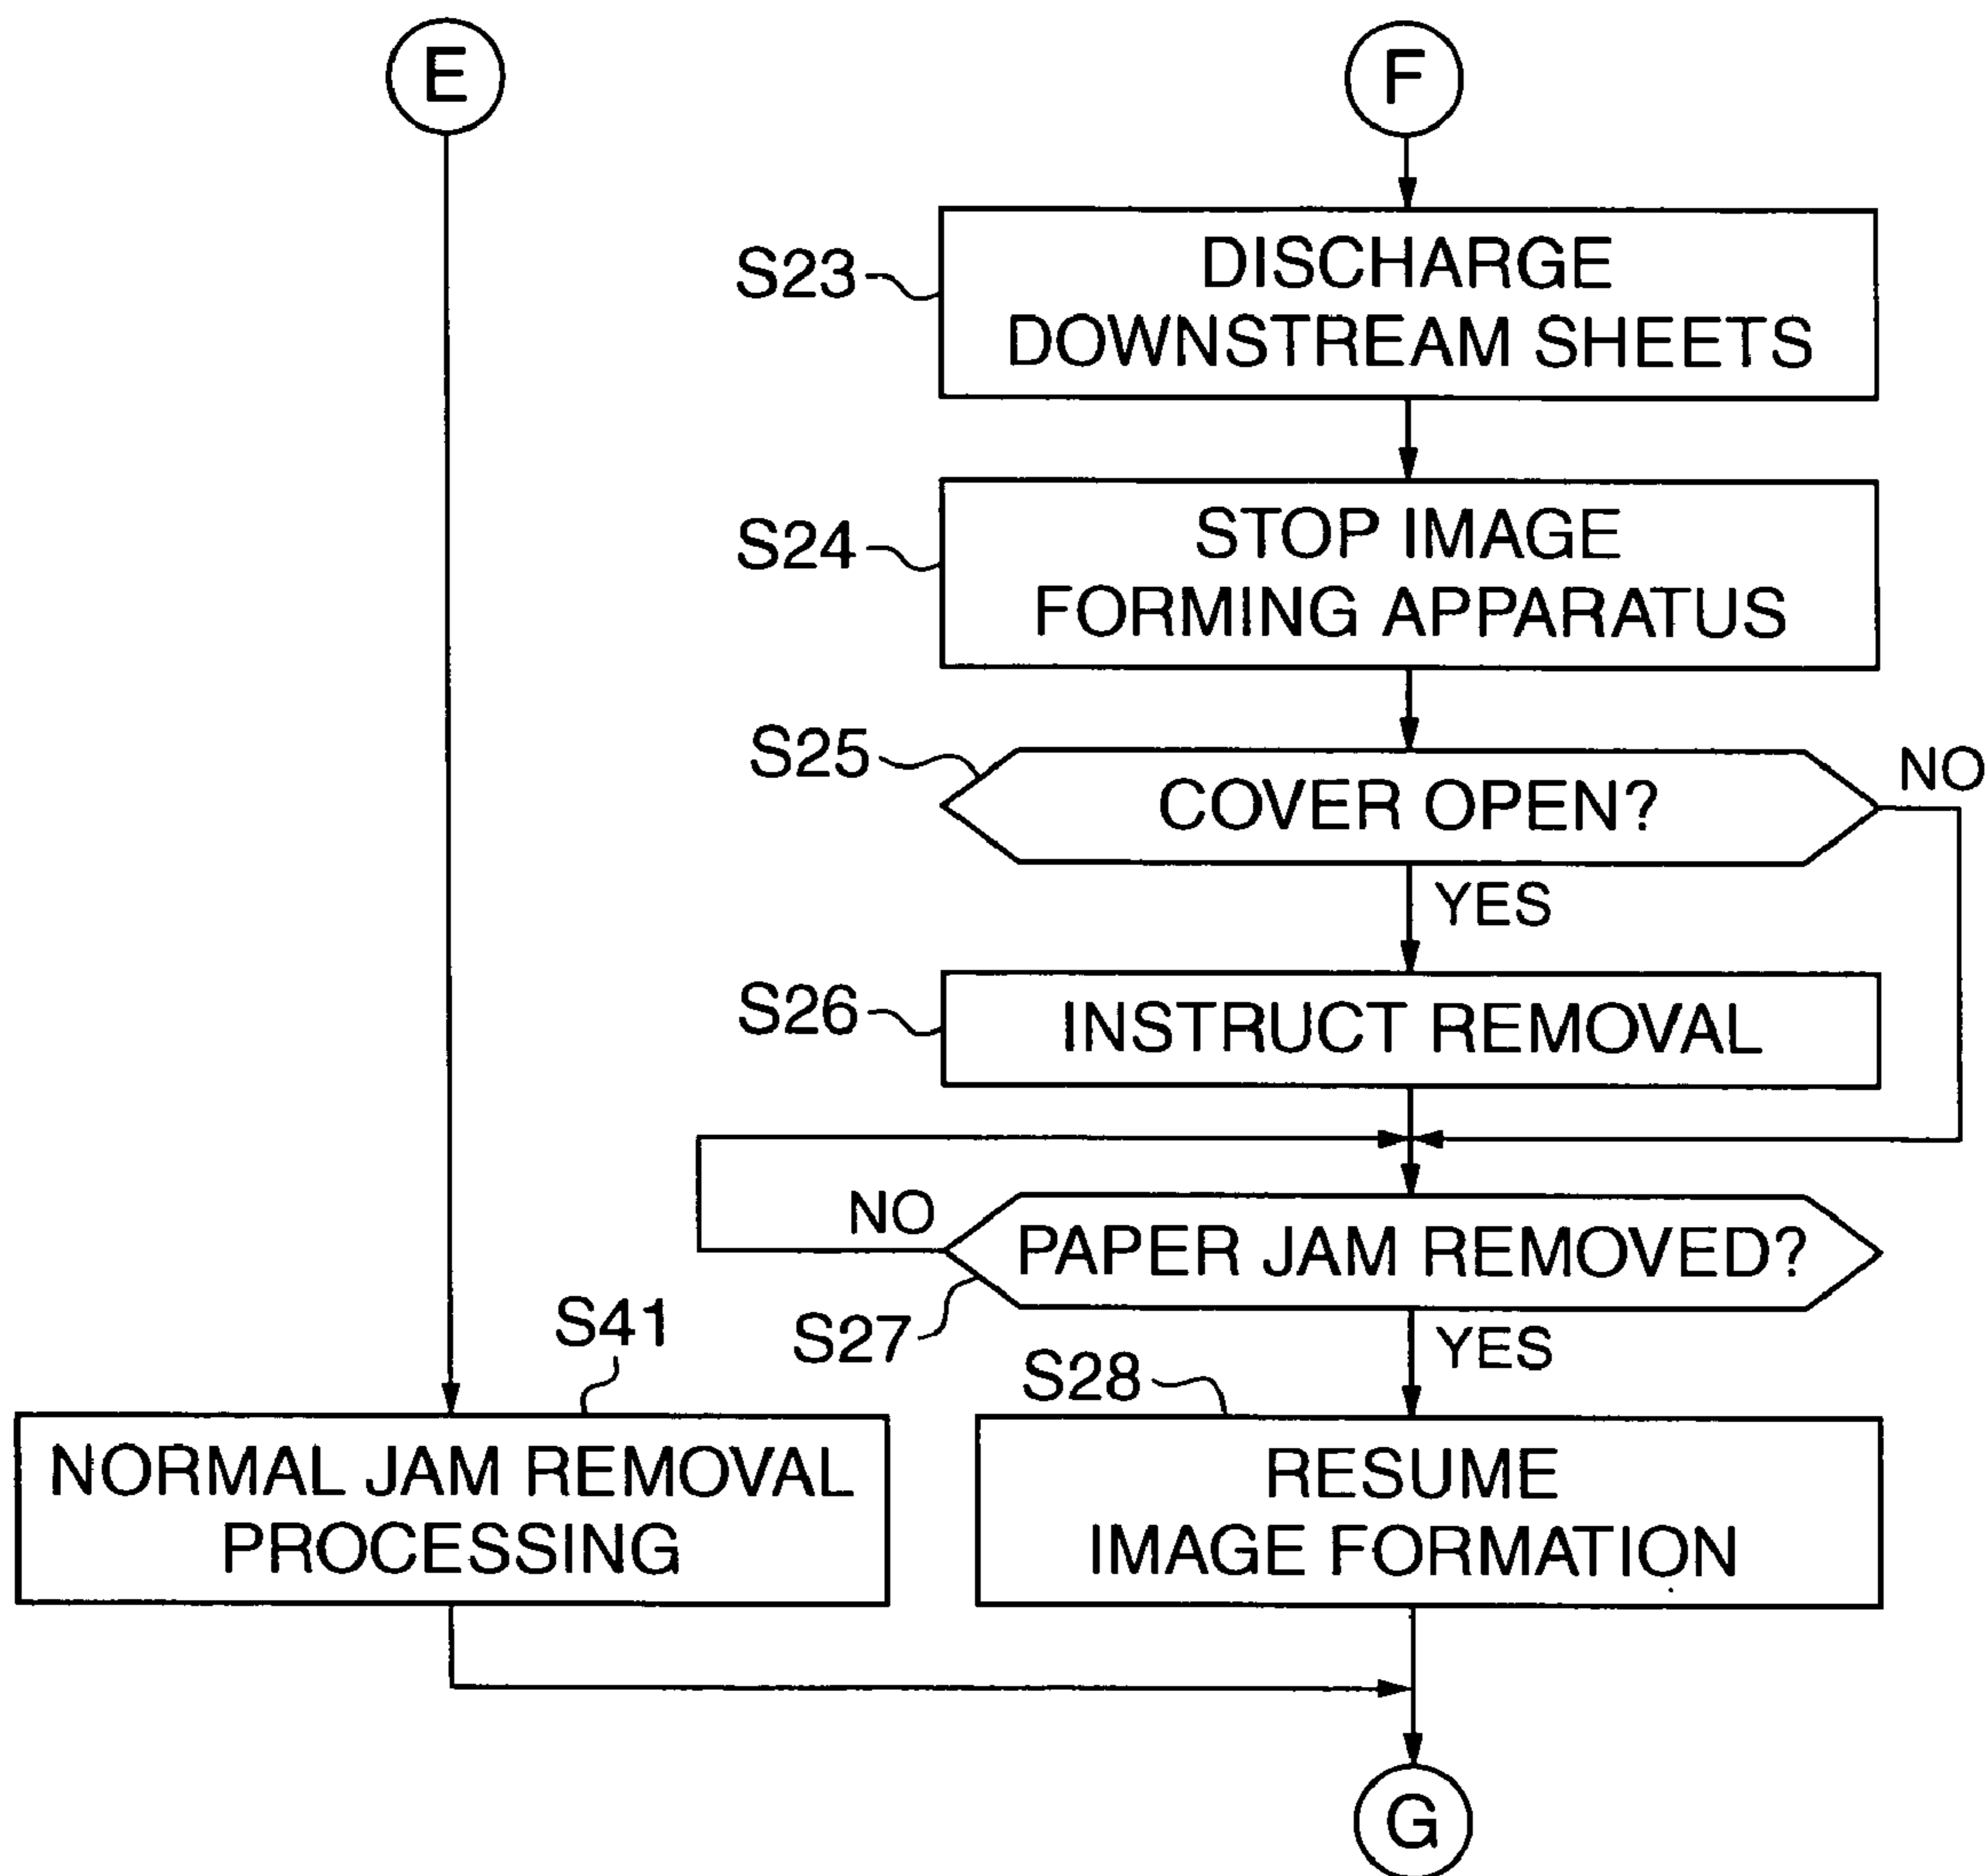 E
F
S23
DISCHARGE
DOWNSTREAM SHEETS
S24
STOP IMAGE
FORMING APPARATUS
S25
COVER OPEN?
NO
YES
S26
INSTRUCT REMOVAL
NO
PAPER JAM REMOVED?
S27
YES
S41
NORMAL JAM REMOVAL
PROCESSING
S28
RESUME
IMAGE FORMATION
G